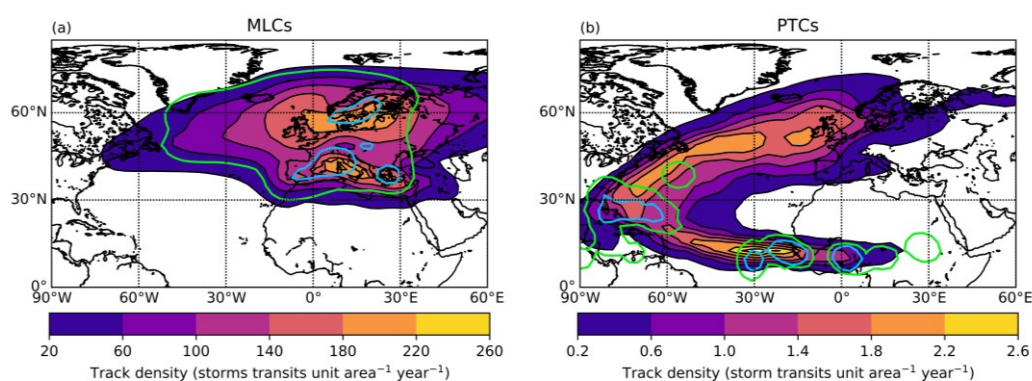 (a) MLCs
60°N
30°N
0°
90°W 60°W 30°W 0° 30°E 60°E
20 60 100 140 180 220 260
Track density (storms transits unit area⁻¹ year⁻¹)
(b) PTCs
60°N
30°N
0°
90°W 60°W 30°W 0° 30°E 60°E
0.2 0.6 1.0 1.4 1.8 2.2 2.6
Track density (storms transits unit area⁻¹ year⁻¹)